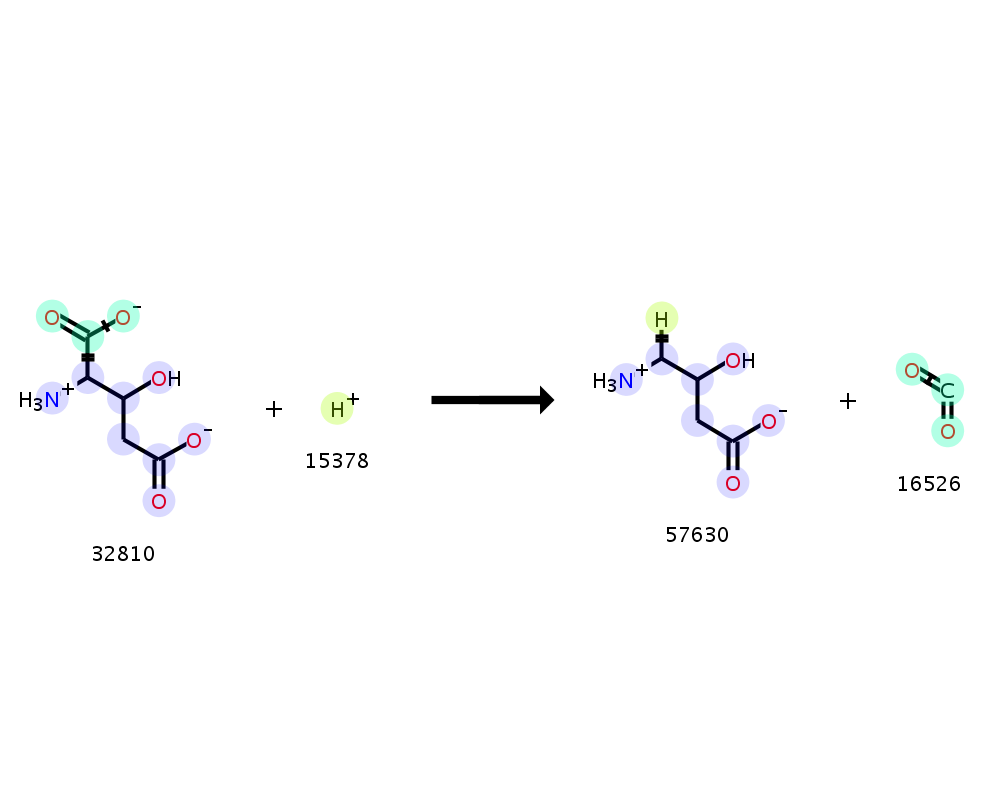 O O⁻
H₃N⁺ OH
O⁻
O
32810
+
H⁺
15378
H
H₃N⁺ OH
O⁻
O
57630
+
O
C
O
16526